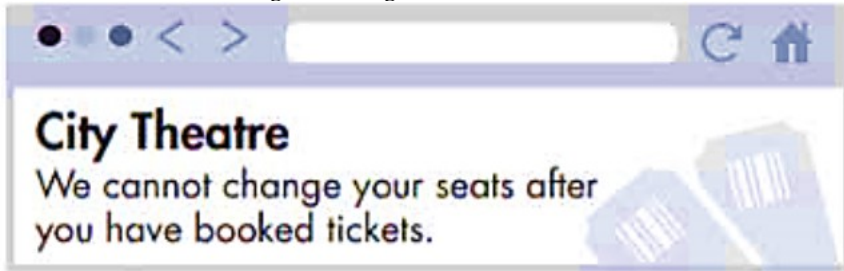 City Theatre
We cannot change your seats after
you have booked tickets.